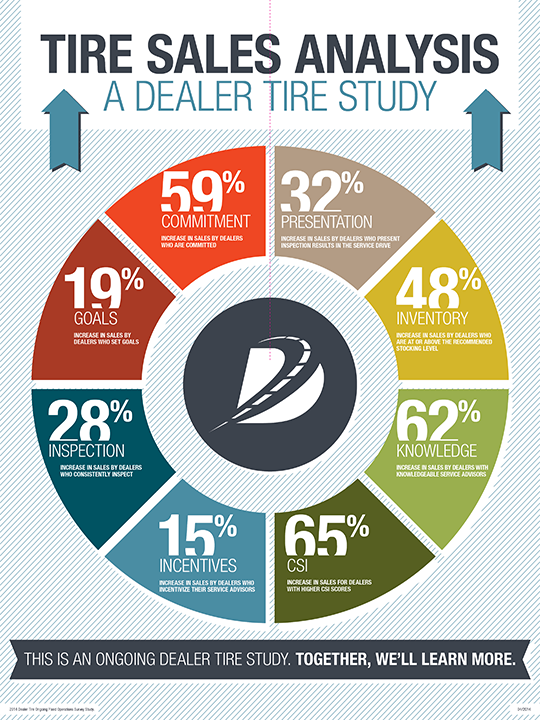 TIRE SALES ANALYSIS
A DEALER TIRE STUDY
59%
COMMITMENT
INCREASE IN SALES BY DEALERS
WHO ARE COMMITTED
32%
PRESENTATION
INCREASE IN SALES BY DEALERS WHO PRESENT
INSPECTION RESULTS IN THE SERVICE DRIVE
48%
INVENTORY
INCREASE IN SALES BY DEALERS WHO
ARE AT OR ABOVE THE RECOMMENDED
STOCKING LEVEL
62%
KNOWLEDGE
INCREASE IN SALES BY DEALERS WITH
KNOWLEDGEABLE SERVICE ADVISORS
65%
CSI
INCREASE IN SALES FOR DEALERS
WITH HIGHER CSI SCORES
15%
INCENTIVES
INCREASE IN SALES BY DEALERS WHO
INCENTIVIZE THEIR SERVICE ADVISORS
28%
INSPECTION
INCREASE IN SALES BY DEALERS
WHO CONSISTENTLY INSPECT
19%
GOALS
INCREASE IN SALES BY
DEALERS WHO SET GOALS
THIS IS AN ONGOING DEALER TIRE STUDY. TOGETHER, WE'LL LEARN MORE.
Dealer Tire Ongoing Field Operations Survey Study